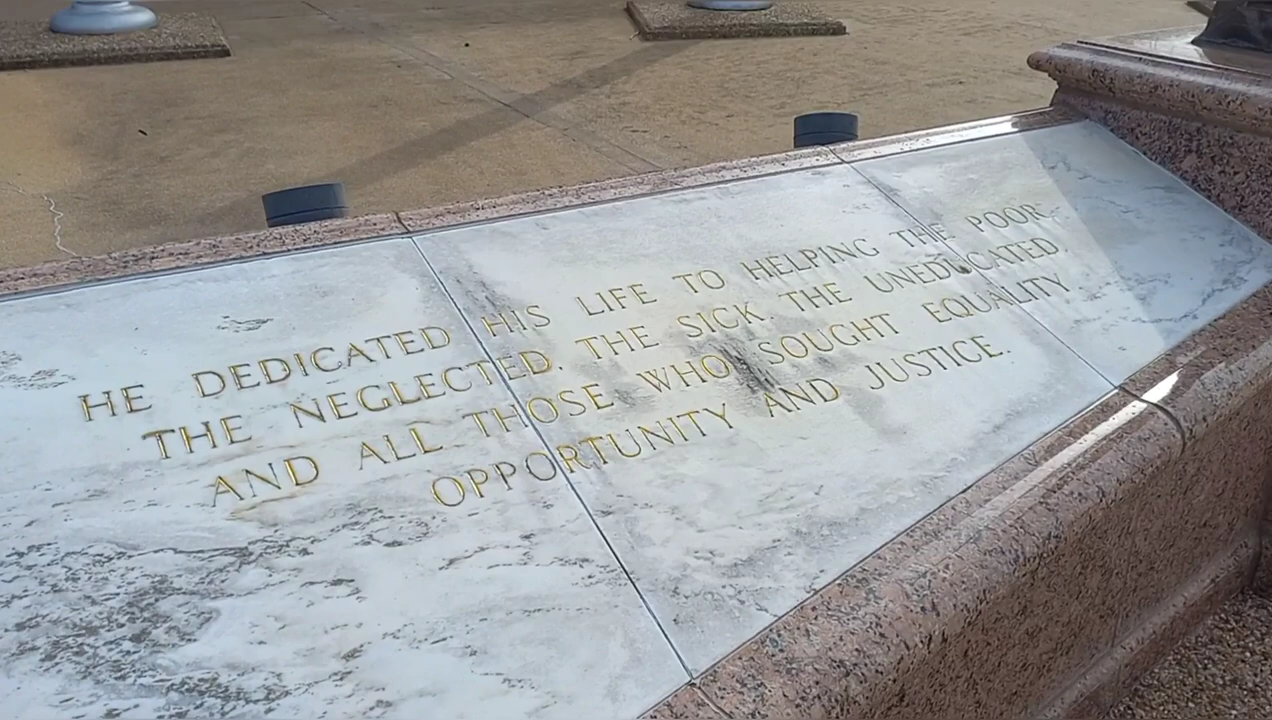 HE DEDICATED HIS LIFE TO HELPING THE POOR,
THE NEGLECTED, THE SICK, THE UNEDUCATED,
AND ALL THOSE WHO SOUGHT EQUALITY,
OPPORTUNITY AND JUSTICE.